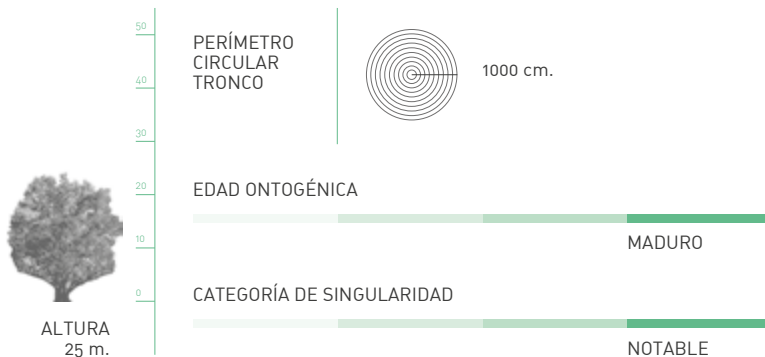 50
40
30
20
10
0
PERÍMETRO
CIRCULAR
TRONCO
1000 cm.
EDAD ONTOGÉNICA
MADURO
CATEGORÍA DE SINGULARIDAD
NOTABLE
ALTURA
25 m.